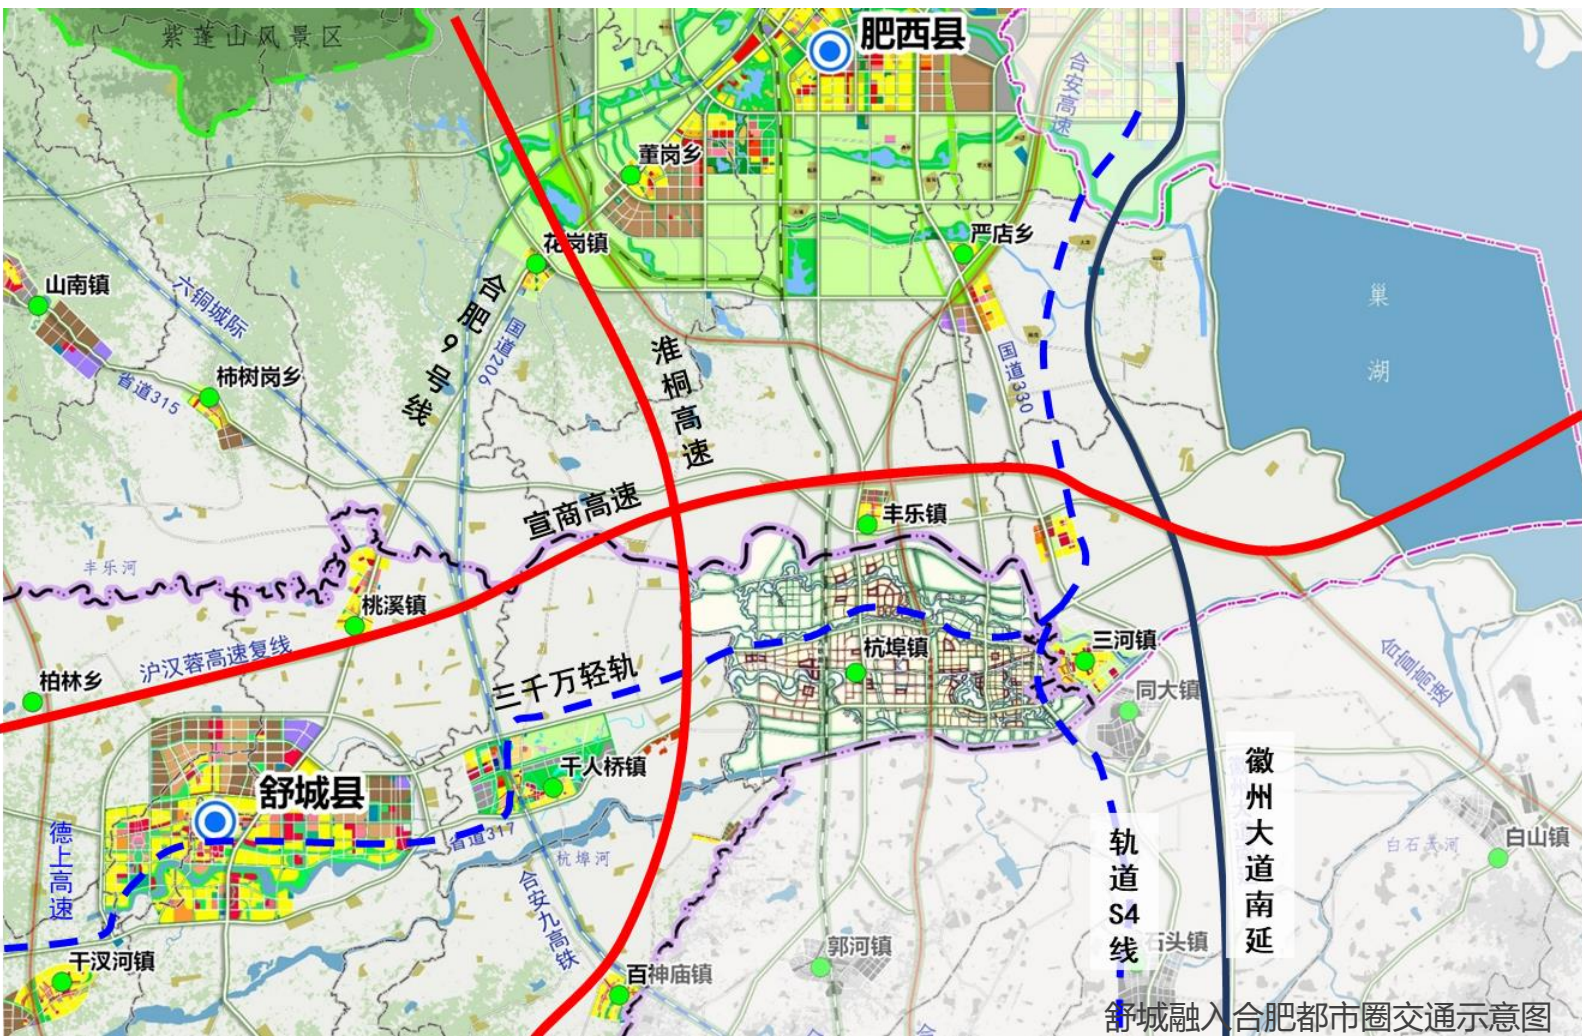 紫蓬山风景区
肥西县
合安高速
董岗乡
花岗镇
严店乡
山南镇
六铜城际
合肥9号线
国道206
淮桐高速
国道330
巢湖
柿树岗乡
省道315
宣商高速
丰乐镇
丰乐河
桃溪镇
沪汉蓉高速复线
柏林乡
三千万轻轨
杭埠镇
三河镇
同大镇
合宣高速
舒城县
千人桥镇
省道317
杭埠河
德上高速
合安九高铁
轨道S4线
徽州大道南延
白石天河
白山镇
干汊河镇
百神庙镇
郭河镇
石头镇
舒城融入合肥都市圈交通示意图